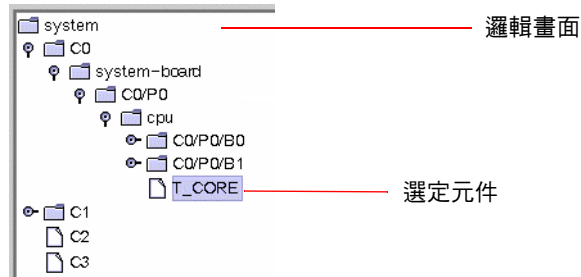 system
邏輯畫面
C0
system-board
C0/P0
cpu
C0/P0/B0
C0/P0/B1
T_CORE
選定元件
C1
C2
C3